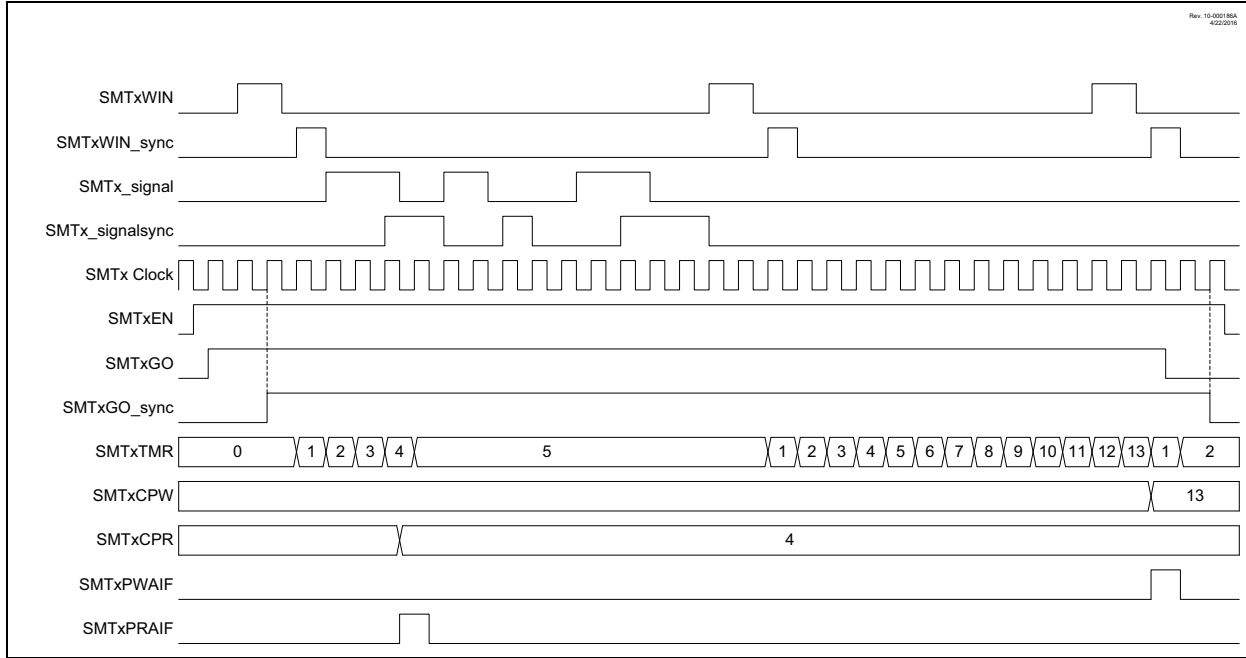 Rev. 10-000186A
4/22/2016
SMTxWIN
SMTxWIN_sync
SMTx_signal
SMTx_signalsync
SMTx Clock
SMTxEN
SMTxGO
SMTxGO_sync
SMTxTMR 0 1 2 3 4 5 1 2 3 4 5 6 7 8 9 10 11 12 13 1 2
SMTxCPW 13
SMTxCPR 4
SMTxPWAIF
SMTxPRAIF